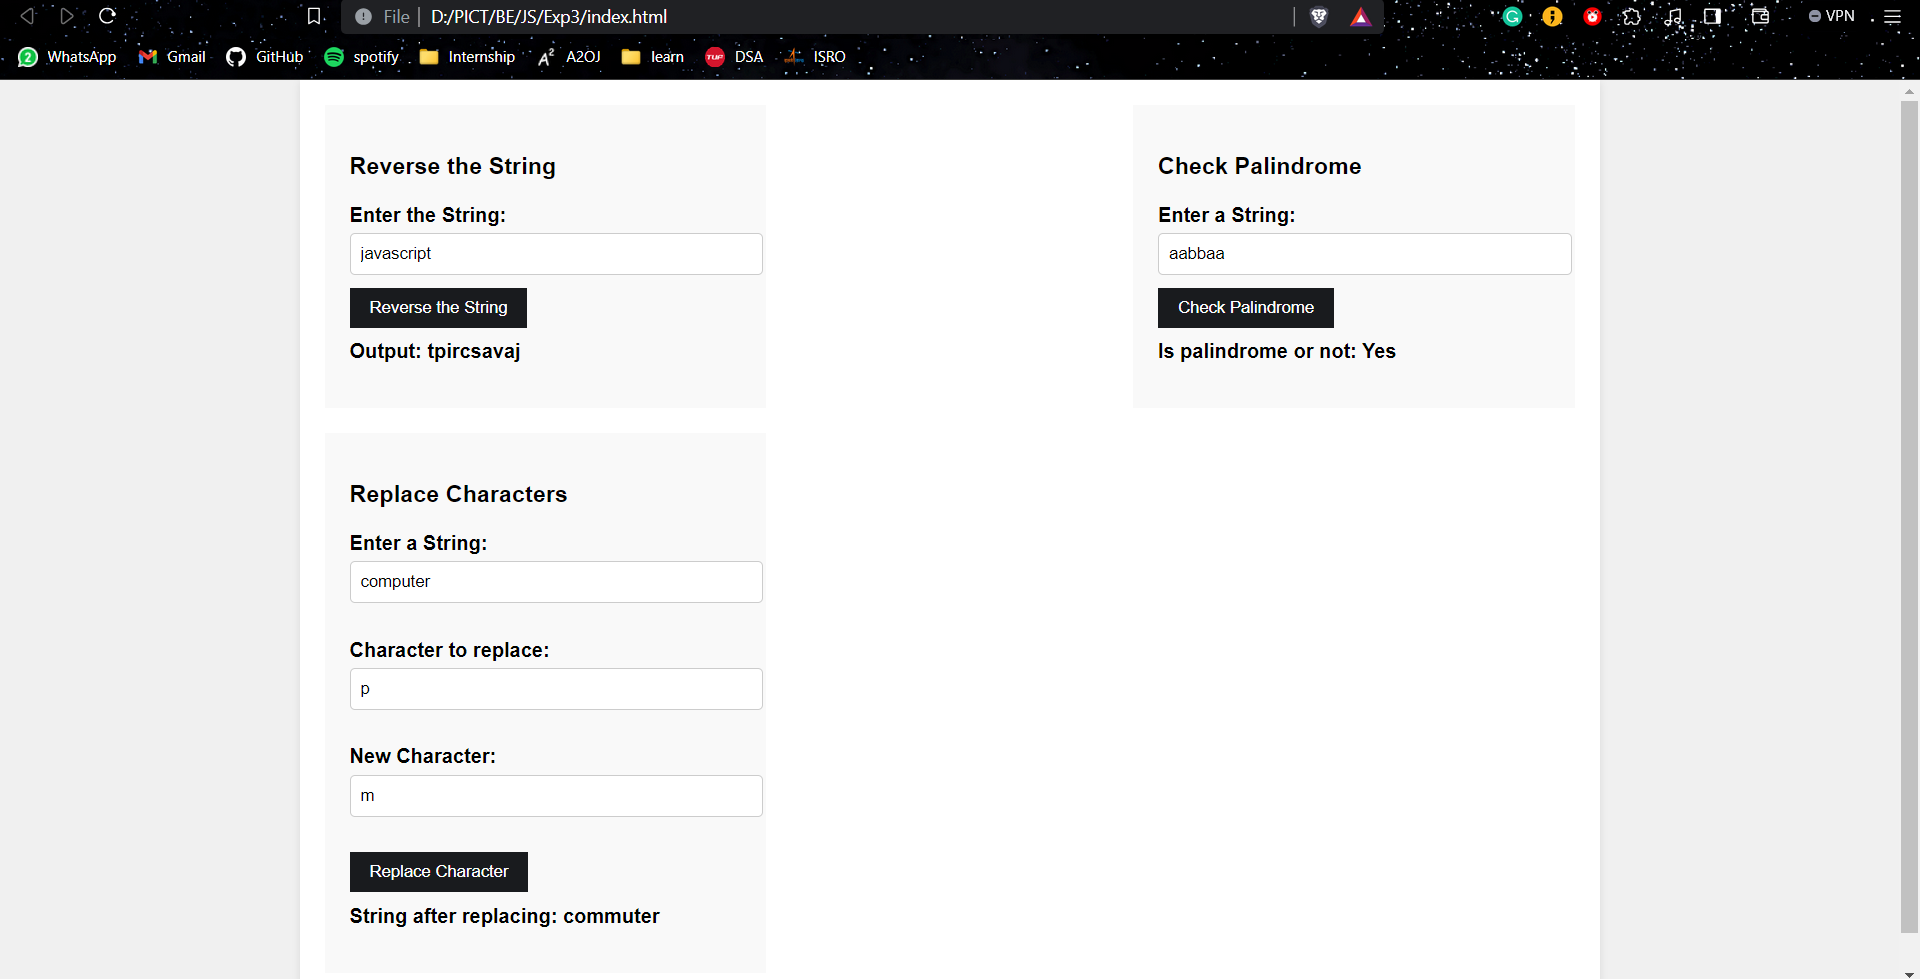 File | D:/PICT/BE/JS/Exp3/index.html
VPN
2 WhatsApp Gmail GitHub spotify Internship A² A2OJ learn TUF DSA ISRO
Reverse the String
Enter the String:
javascript
Reverse the String
Output: tpircsavaj
Check Palindrome
Enter a String:
aabbaa
Check Palindrome
Is palindrome or not: Yes
Replace Characters
Enter a String:
computer
Character to replace:
p
New Character:
m
Replace Character
String after replacing: commuter